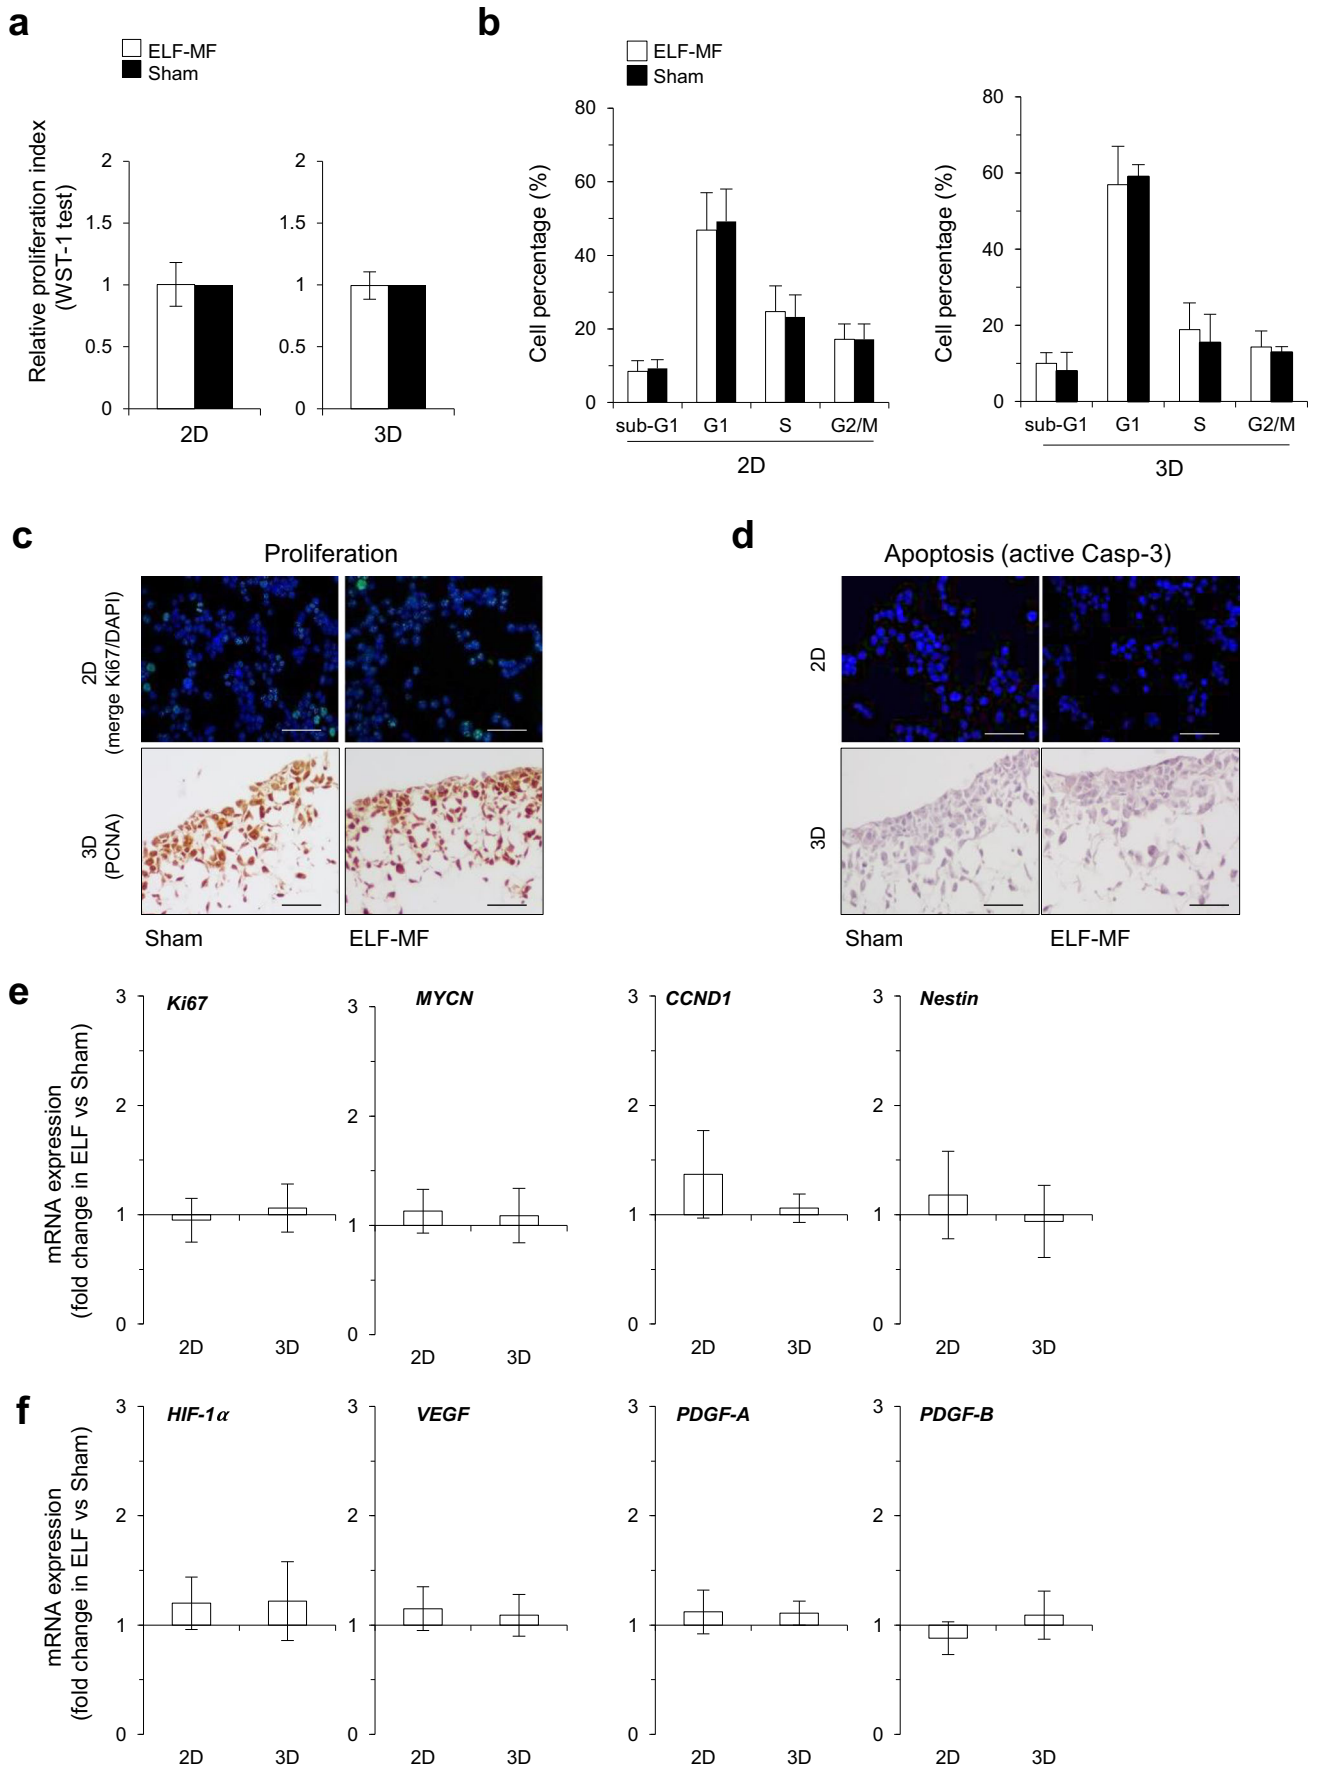 a
ELF-MF
Sham
Relative proliferation index
(WST-1 test)
2
1.5
1
0.5
0
2D
2
1.5
1
0.5
0
3D
b
ELF-MF
Sham
Cell percentage (%)
80
60
40
20
0
sub-G1 G1 S G2/M
2D
Cell percentage (%)
80
60
40
20
0
sub-G1 G1 S G2/M
3D
c
Proliferation
2D
(merge Ki67/DAPI)
3D
(PCNA)
Sham ELF-MF
d
Apoptosis (active Casp-3)
2D
3D
Sham ELF-MF
e
mRNA expression
(fold change in ELF vs Sham)
Ki67
3
2
1
0
2D 3D
MYCN
3
2
1
0
2D 3D
CCND1
3
2
1
0
2D 3D
Nestin
3
2
1
0
2D 3D
f
mRNA expression
(fold change in ELF vs Sham)
HIF-1α
3
2
1
0
2D 3D
VEGF
3
2
1
0
2D 3D
PDGF-A
3
2
1
0
2D 3D
PDGF-B
3
2
1
0
2D 3D